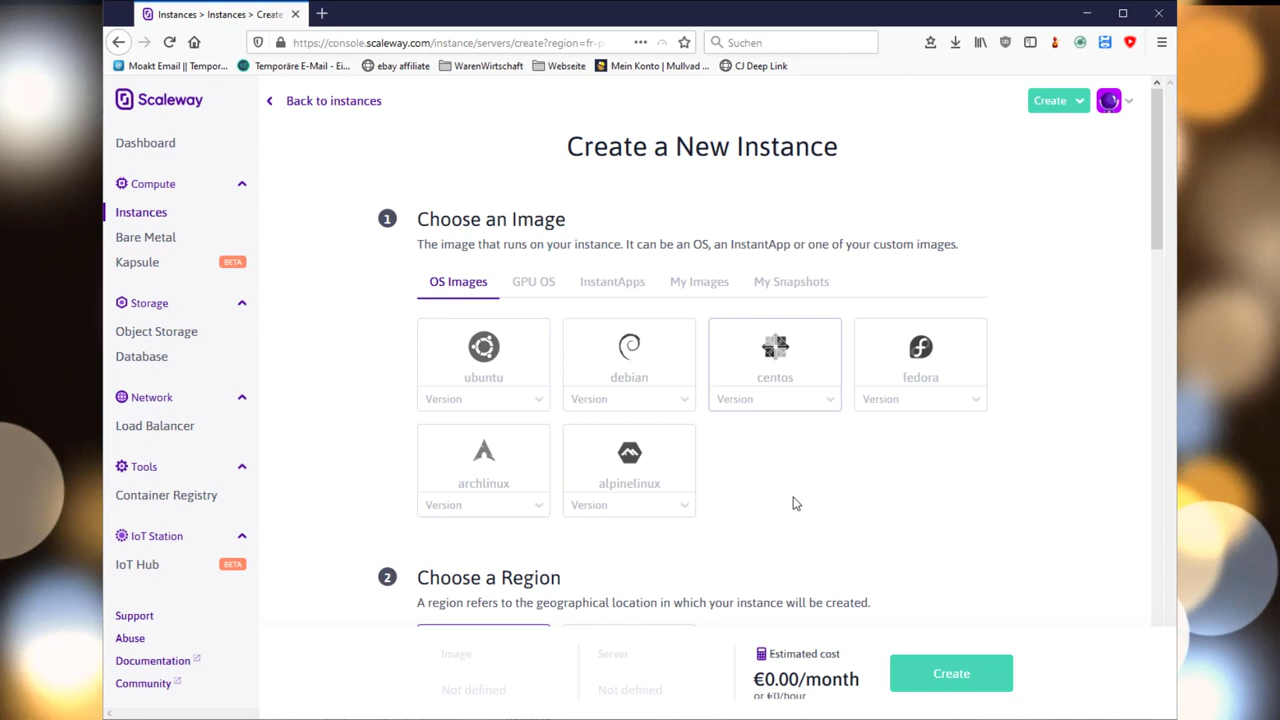 Instances > Instances > Create
https://console.scaleway.com/instance/servers/create?region=fr-p
Suchen
Moakt Email || Tempor...
Temporäre E-Mail - Ei...
ebay affiliate
WarenWirtschaft
Webseite
Mein Konto | Mullvad ...
CJ Deep Link
Scaleway
Back to instances
Create
Dashboard
Compute
Instances
Bare Metal
Kapsule
BETA
Storage
Object Storage
Database
Network
Load Balancer
Tools
Container Registry
IoT Station
IoT Hub
BETA
Support
Abuse
Documentation
Community
Create a New Instance
1
Choose an Image
The image that runs on your instance. It can be an OS, an InstantApp or one of your custom images.
OS Images
GPU OS
InstantApps
My Images
My Snapshots
ubuntu
Version
debian
Version
centos
Version
fedora
Version
archlinux
Version
alpinelinux
Version
2
Choose a Region
A region refers to the geographical location in which your instance will be created.
Image
Not defined
Server
Not defined
Estimated cost
€0.00/month
or €0/hour
Create